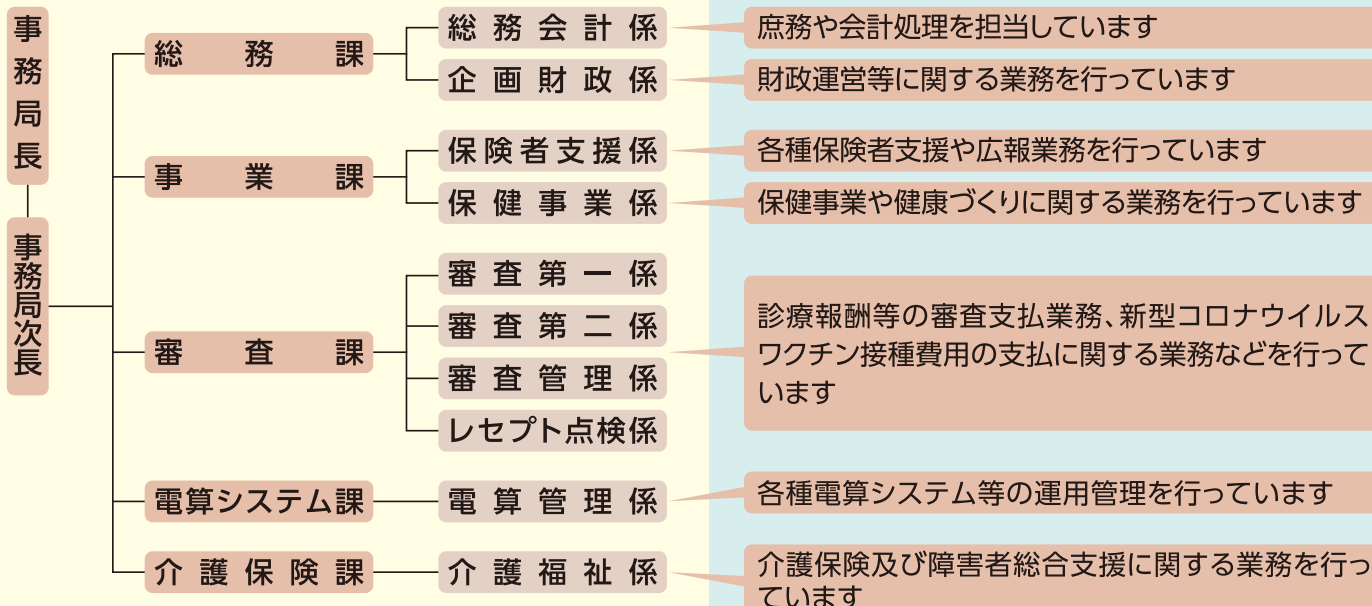 事務局長
事務局次長
総務課
総務会計係
庶務や会計処理を担当しています
企画財政係
財政運営等に関する業務を行っています
事業課
保険者支援係
各種保険者支援や広報業務を行っています
保健事業係
保健事業や健康づくりに関する業務を行っています
審査課
審査第一係
審査第二係
審査管理係
レセプト点検係
診療報酬等の審査支払業務、新型コロナウイルス
ワクチン接種費用の支払に関する業務などを行って
います
電算システム課
電算管理係
各種電算システム等の運用管理を行っています
介護保険課
介護福祉係
介護保険及び障害者総合支援に関する業務を行っ
ています